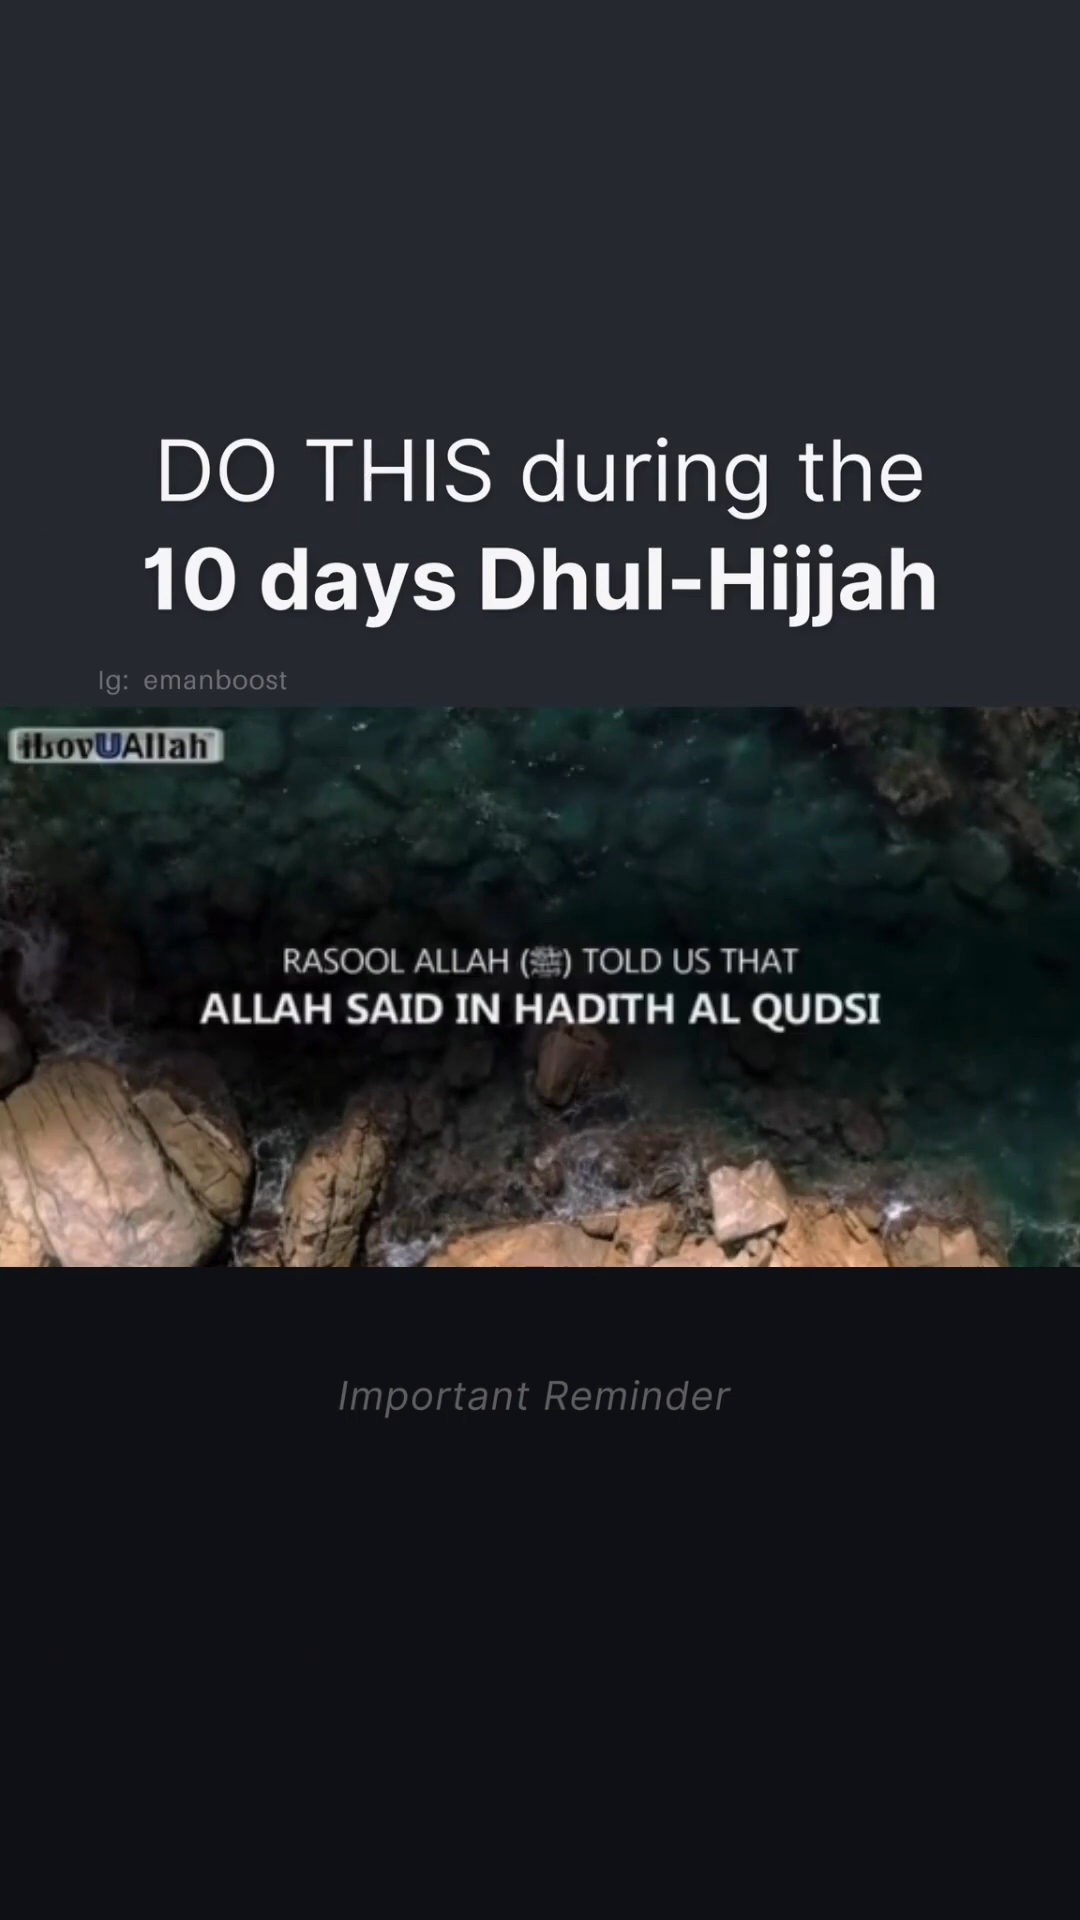 DO THIS during the
10 days Dhul-Hijjah
Ig: emanboost
iLovUAllah
RASOOL ALLAH (ﷺ) TOLD US THAT
ALLAH SAID IN HADITH AL QUDSI
Important Reminder